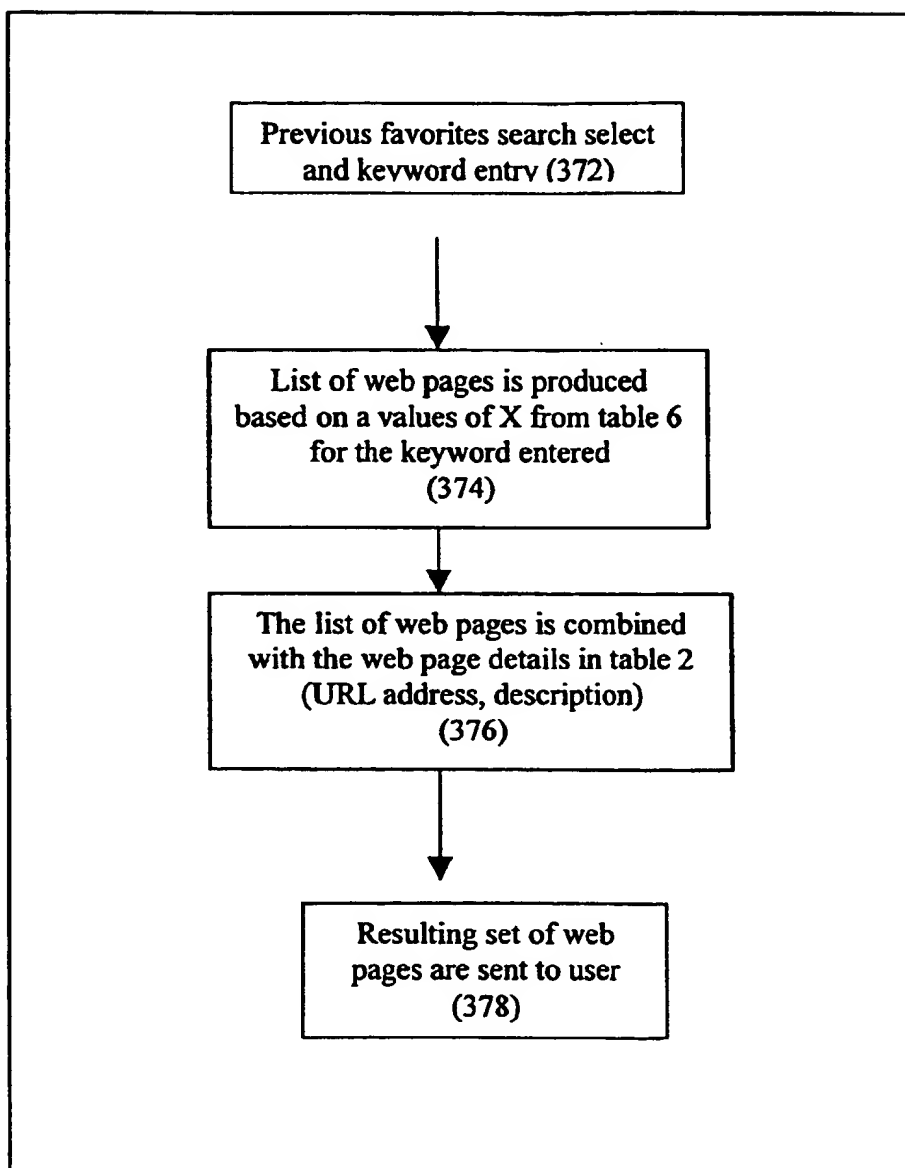 Previous favorites search select
and keyword entry (372)
List of web pages is produced
based on a values of X from table 6
for the keyword entered
(374)
The list of web pages is combined
with the web page details in table 2
(URL address, description)
(376)
Resulting set of web
pages are sent to user
(378)